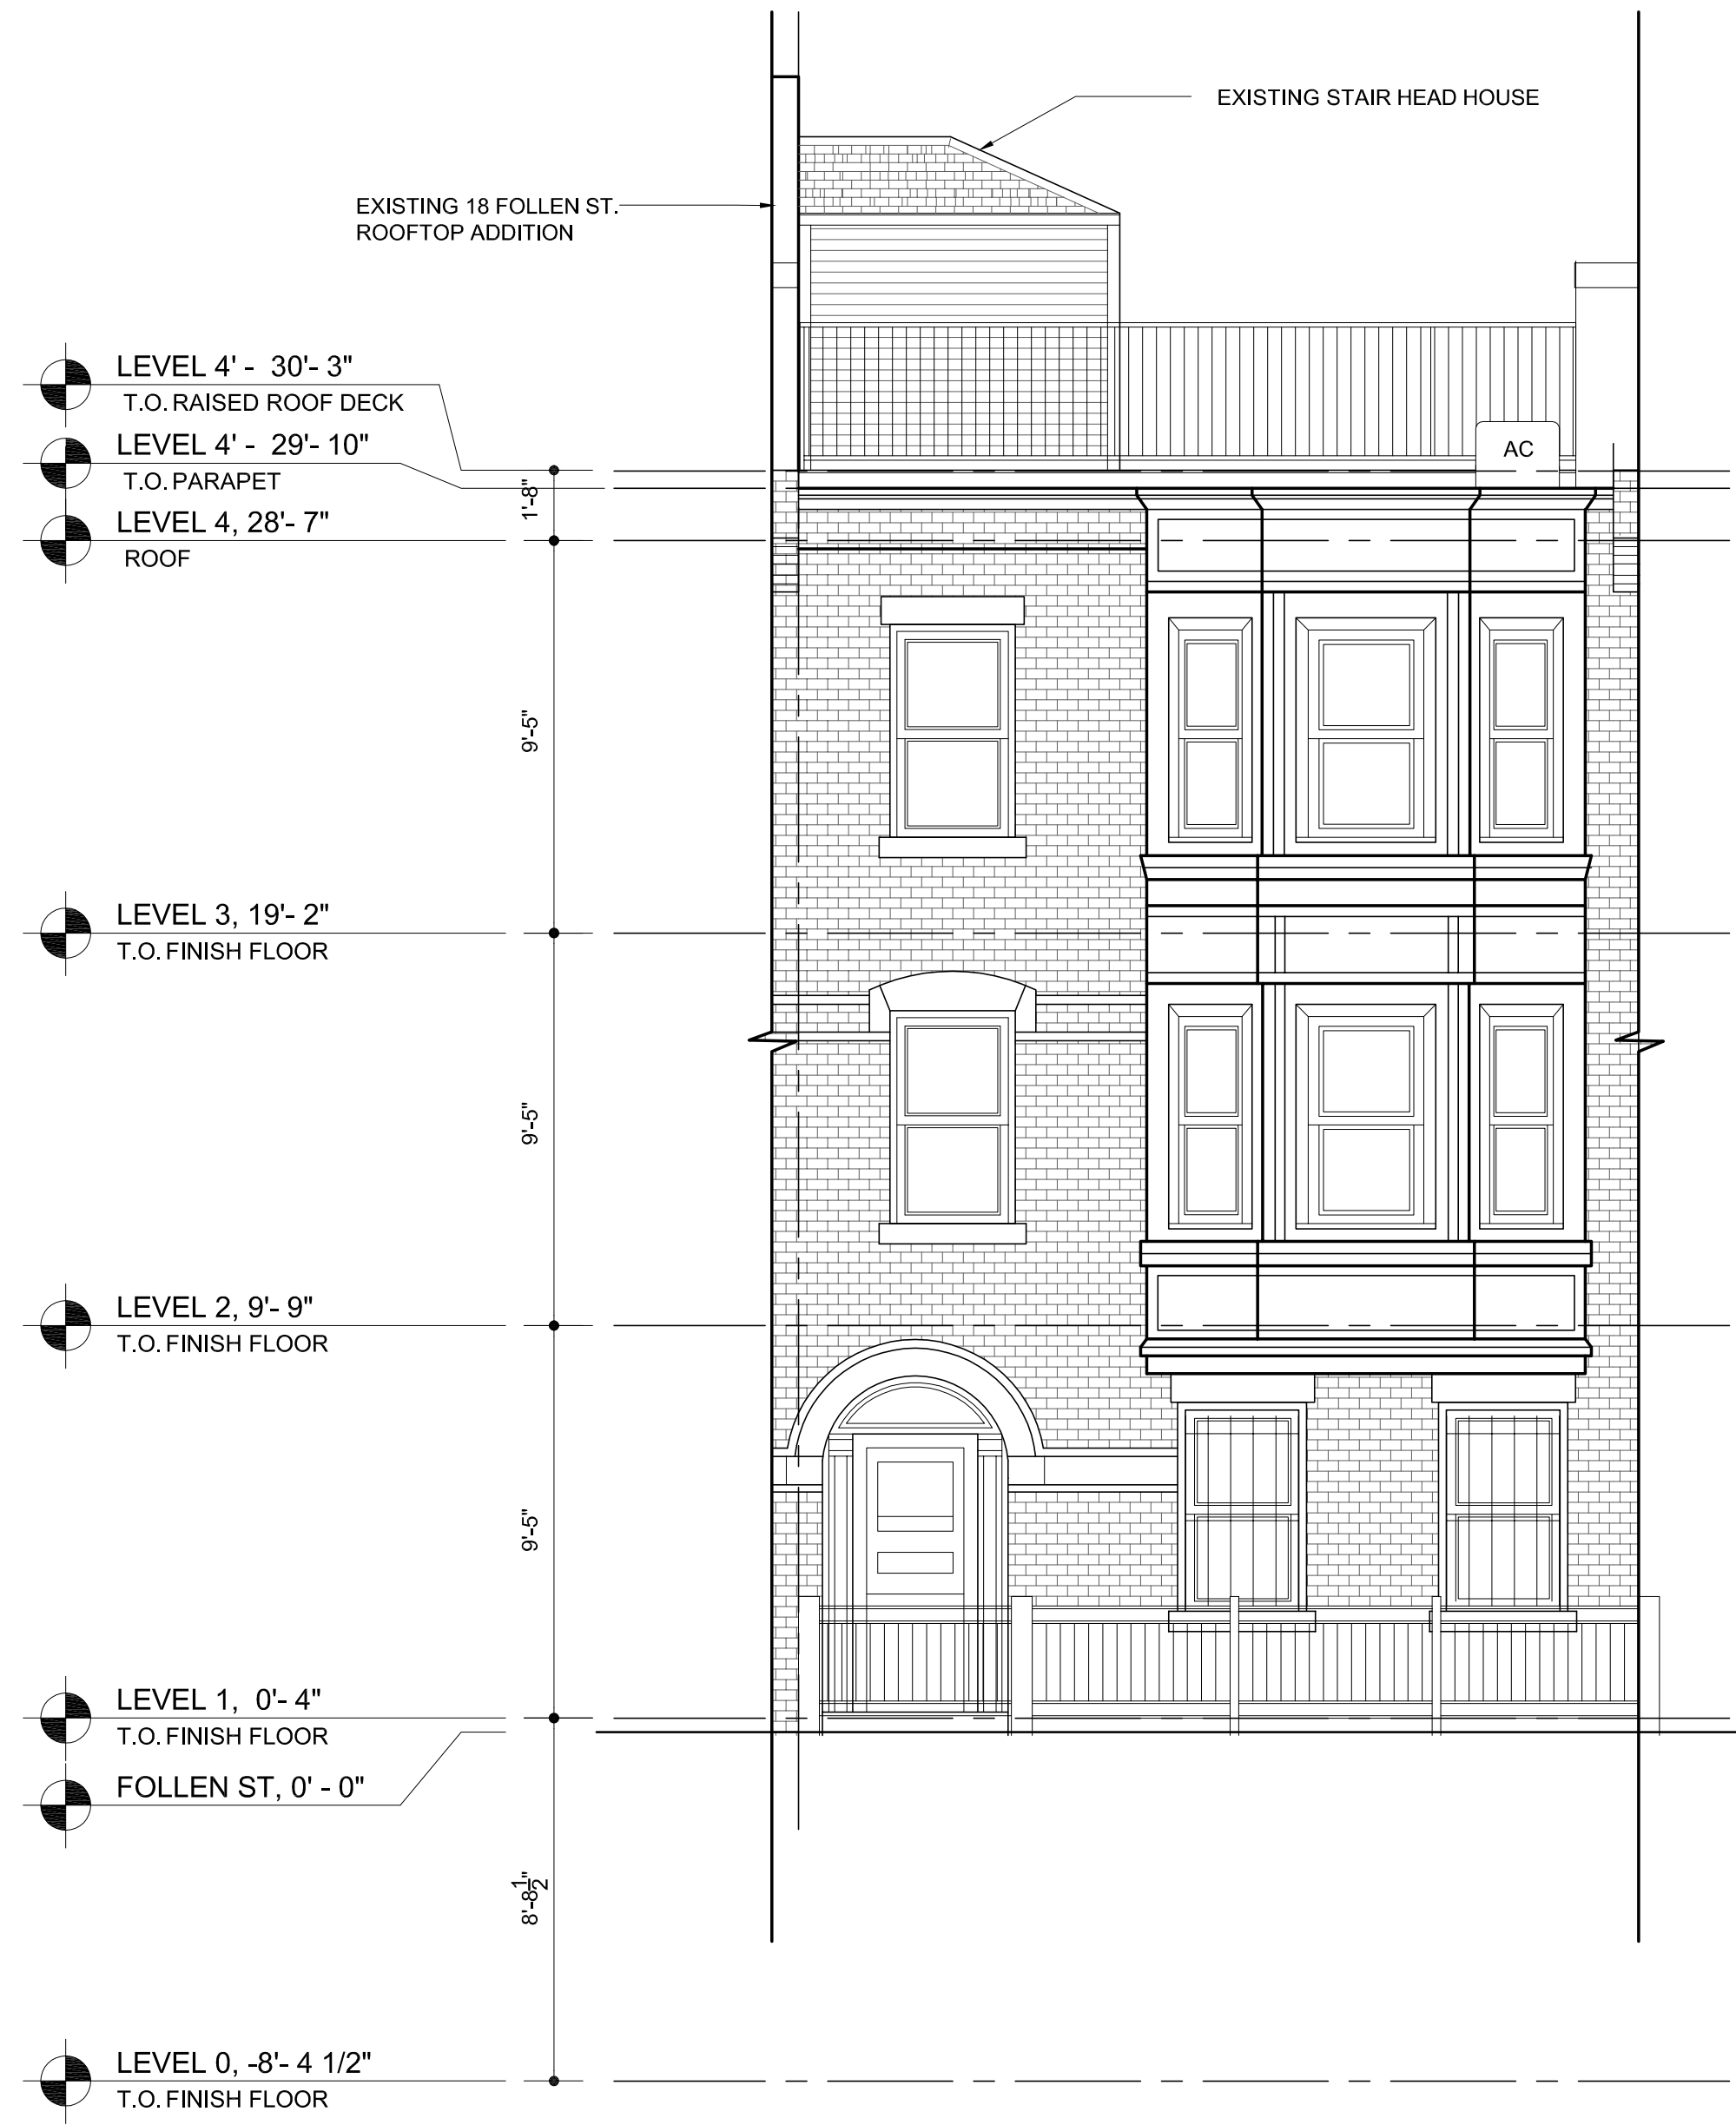 EXISTING STAIR HEAD HOUSE
EXISTING 18 FOLLEN ST.
ROOFTOP ADDITION
LEVEL 4' - 30'- 3"
T.O. RAISED ROOF DECK
LEVEL 4' - 29'- 10"
T.O. PARAPET
AC
1'-8"
LEVEL 4, 28'- 7"
ROOF
9'-5"
LEVEL 3, 19'- 2"
T.O. FINISH FLOOR
9'-5"
LEVEL 2, 9'- 9"
T.O. FINISH FLOOR
9'-5"
LEVEL 1, 0'- 4"
T.O. FINISH FLOOR
FOLLEN ST, 0' - 0"
8'-8 1/2"
LEVEL 0, -8'- 4 1/2"
T.O. FINISH FLOOR